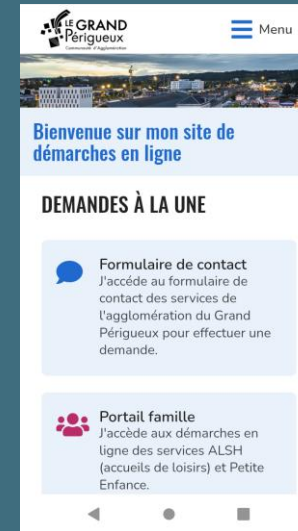 LE GRAND
Périgueux
Communauté d'Agglomération
Menu
Bienvenue sur mon site de
démarches en ligne
DEMANDES À LA UNE
Formulaire de contact
J'accéde au formulaire de
contact des services de
l'agglomération du Grand
Périgueux pour effectuer une
demande.
Portail famille
J'accède aux démarches en
ligne des services ALSH
(accueils de loisirs) et Petite
Enfance.